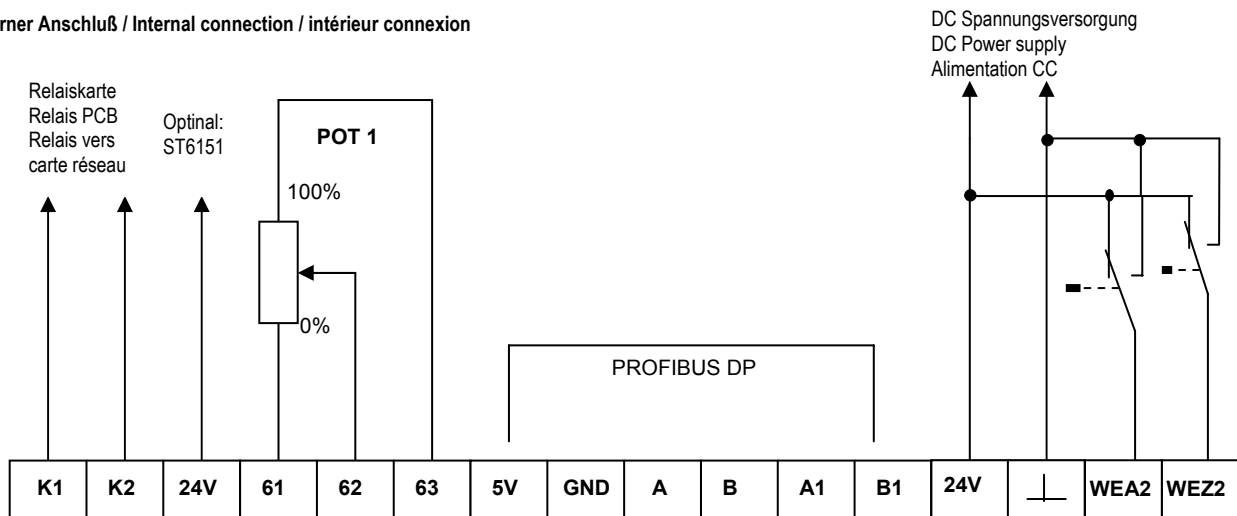 rner Anschluß / Internal connection / intérieur connexion
DC Spannungsversorgung
DC Power supply
Alimentation CC
Relaiskarte
Relais PCB
Relais vers
carte réseau
Optinal:
ST6151
POT 1
100%
0%
PROFIBUS DP
K1 K2 24V 61 62 63 5V GND A B A1 B1 24V WEA2 WEZ2